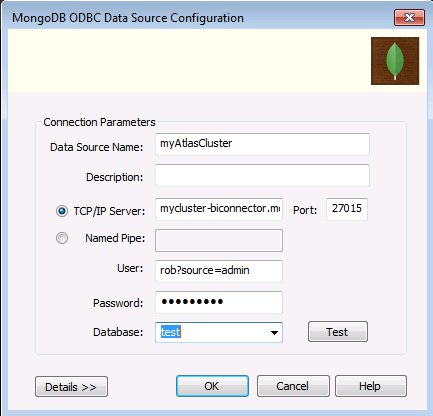 MongoDB ODBC Data Source Configuration
Connection Parameters
Data Source Name: myAtlasCluster
Description:
TCP/IP Server: mycluster-biconnector.mo Port: 27015
Named Pipe:
User: rob?source=admin
Password: •••••••••
Database: test Test
Details >> OK Cancel Help